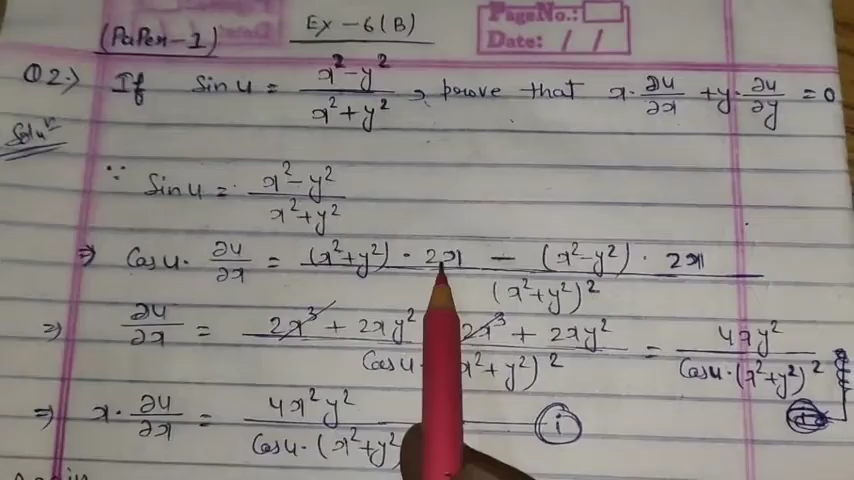 (Paper-1) Ex-6(B) PageNo.:
Date: / /
Q2.> If Sin u = x²-y² / x²+y² , prove that x·∂u/∂x + y·∂u/∂y = 0
Soluⁿ
∵ Sin u = x²-y² / x²+y²
⇒ Cos u · ∂u/∂x = (x²+y²) · 2x - (x²-y²) · 2x / (x²+y²)²
⇒ ∂u/∂x = 2x³ + 2xy² 2x³ + 2xy² / Cos u · x²+y²)² = 4xy² / Cos u · (x²+y²)²
⇒ x · ∂u/∂x = 4x²y² / Cos u · (x²+y²) (i)